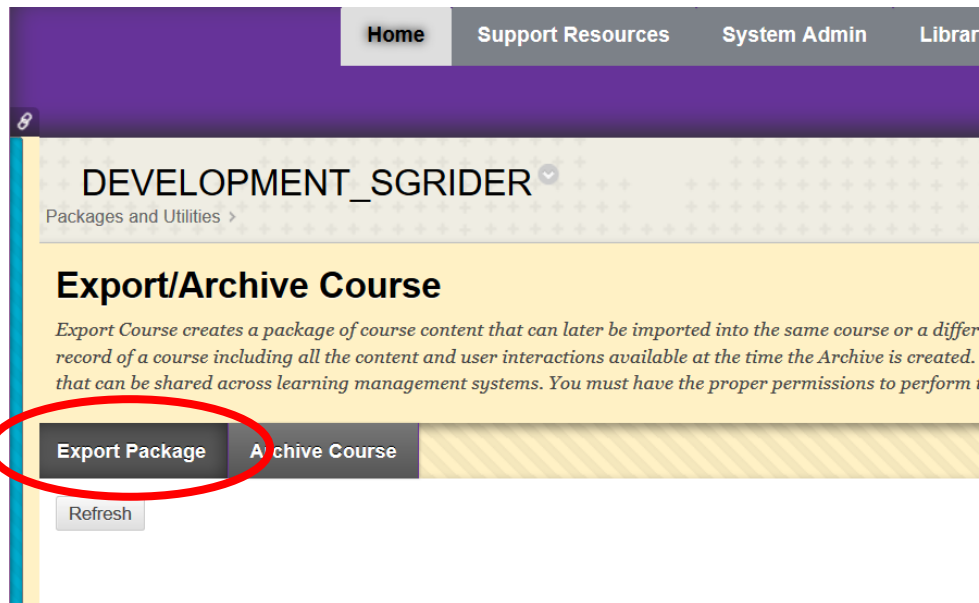 Home Support Resources System Admin
DEVELOPMENT_SGRIDER
Packages and Utilities >
Export/Archive Course
Export Course creates a package of course content that can later be imported into the same course or a
record of a course including all the content and user interactions available at the time the Archive is created.
that can be shared across learning management systems. You must have the proper permissions to perform
Export Package Archive Course
Refresh